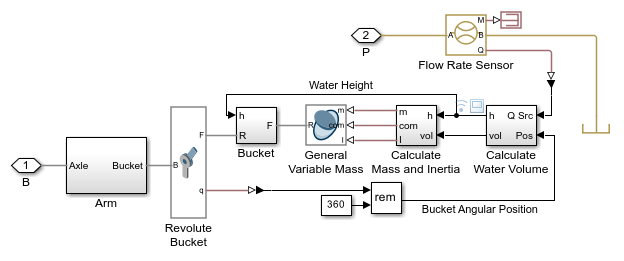 2
P
A
M
B
Q
Flow Rate Sensor
Water Height
h
R
F
Bucket
R
m
com
I
General
Variable Mass
m
com
I
h
vol
Calculate
Mass and Inertia
h
vol
Q Src
Pos
Calculate
Water Volume
1
B
Axle
Bucket
Arm
B
F
q
Revolute
Bucket
360
rem
Bucket Angular Position